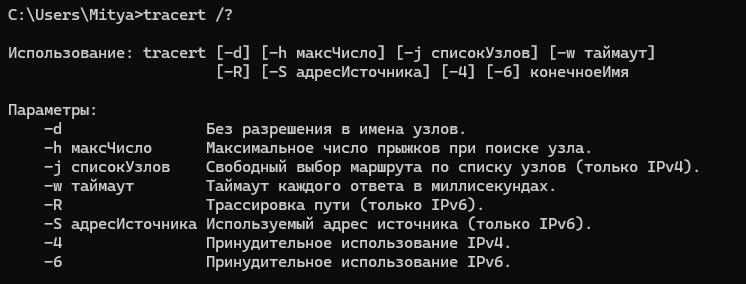 C:\Users\Mitya>tracert /?
Использование: tracert [-d] [-h максЧисло] [-j списокУзлов] [-w таймаут]
[-R] [-S адресИсточника] [-4] [-6] конечноеИмя
Параметры:
-d Без разрешения в имена узлов.
-h максЧисло Максимальное число прыжков при поиске узла.
-j списокУзлов Свободный выбор маршрута по списку узлов (только IPv4).
-w таймаут Таймаут каждого ответа в миллисекундах.
-R Трассировка пути (только IPv6).
-S адресИсточника Используемый адрес источника (только IPv6).
-4 Принудительное использование IPv4.
-6 Принудительное использование IPv6.